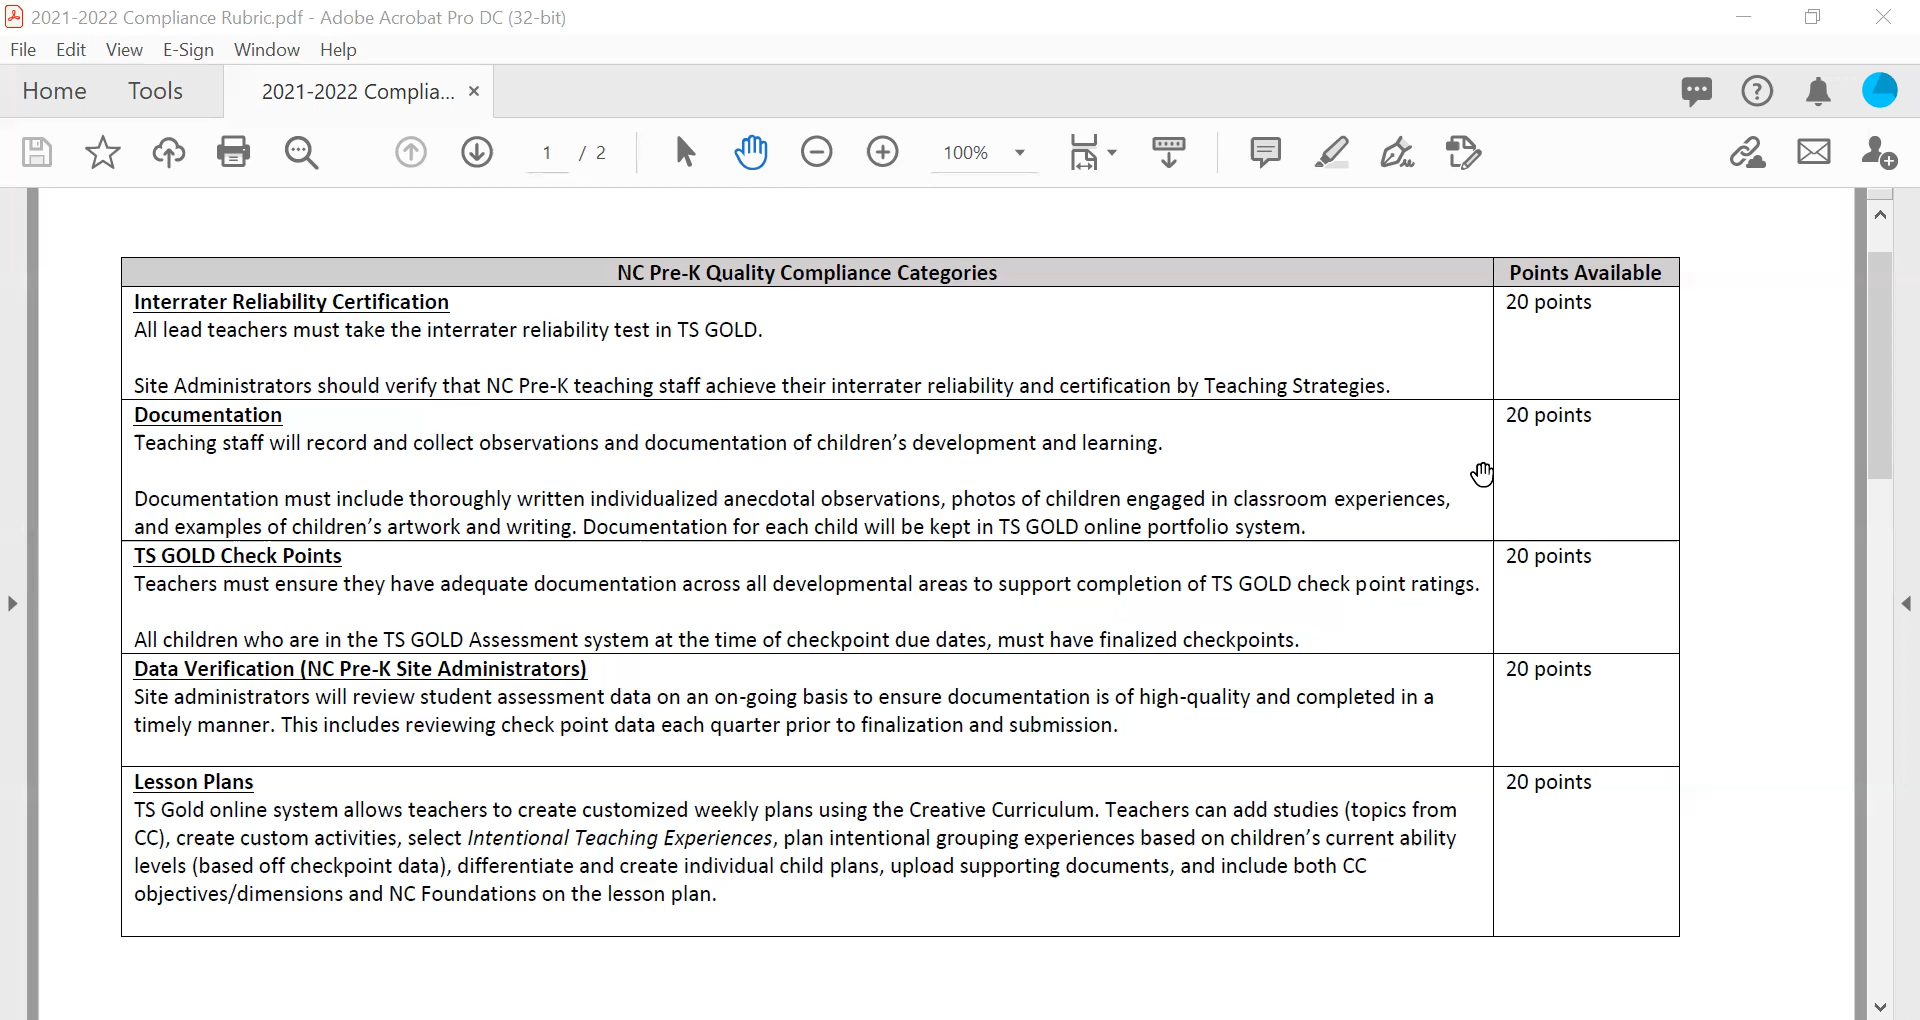 2021-2022 Compliance Rubric.pdf - Adobe Acrobat Pro DC (32-bit)
File Edit View E-Sign Window Help
Home Tools 2021-2022 Complia... ×
1 / 2 100%
NC Pre-K Quality Compliance Categories Points Available
Interrater Reliability Certification 20 points
All lead teachers must take the interrater reliability test in TS GOLD.
Site Administrators should verify that NC Pre-K teaching staff achieve their interrater reliability and certification by Teaching Strategies.
Documentation 20 points
Teaching staff will record and collect observations and documentation of children’s development and learning.
Documentation must include thoroughly written individualized anecdotal observations, photos of children engaged in classroom experiences,
and examples of children’s artwork and writing. Documentation for each child will be kept in TS GOLD online portfolio system.
TS GOLD Check Points 20 points
Teachers must ensure they have adequate documentation across all developmental areas to support completion of TS GOLD check point ratings.
All children who are in the TS GOLD Assessment system at the time of checkpoint due dates, must have finalized checkpoints.
Data Verification (NC Pre-K Site Administrators) 20 points
Site administrators will review student assessment data on an on-going basis to ensure documentation is of high-quality and completed in a
timely manner. This includes reviewing check point data each quarter prior to finalization and submission.
Lesson Plans 20 points
TS Gold online system allows teachers to create customized weekly plans using the Creative Curriculum. Teachers can add studies (topics from
CC), create custom activities, select Intentional Teaching Experiences, plan intentional grouping experiences based on children’s current ability
levels (based off checkpoint data), differentiate and create individual child plans, upload supporting documents, and include both CC
objectives/dimensions and NC Foundations on the lesson plan.